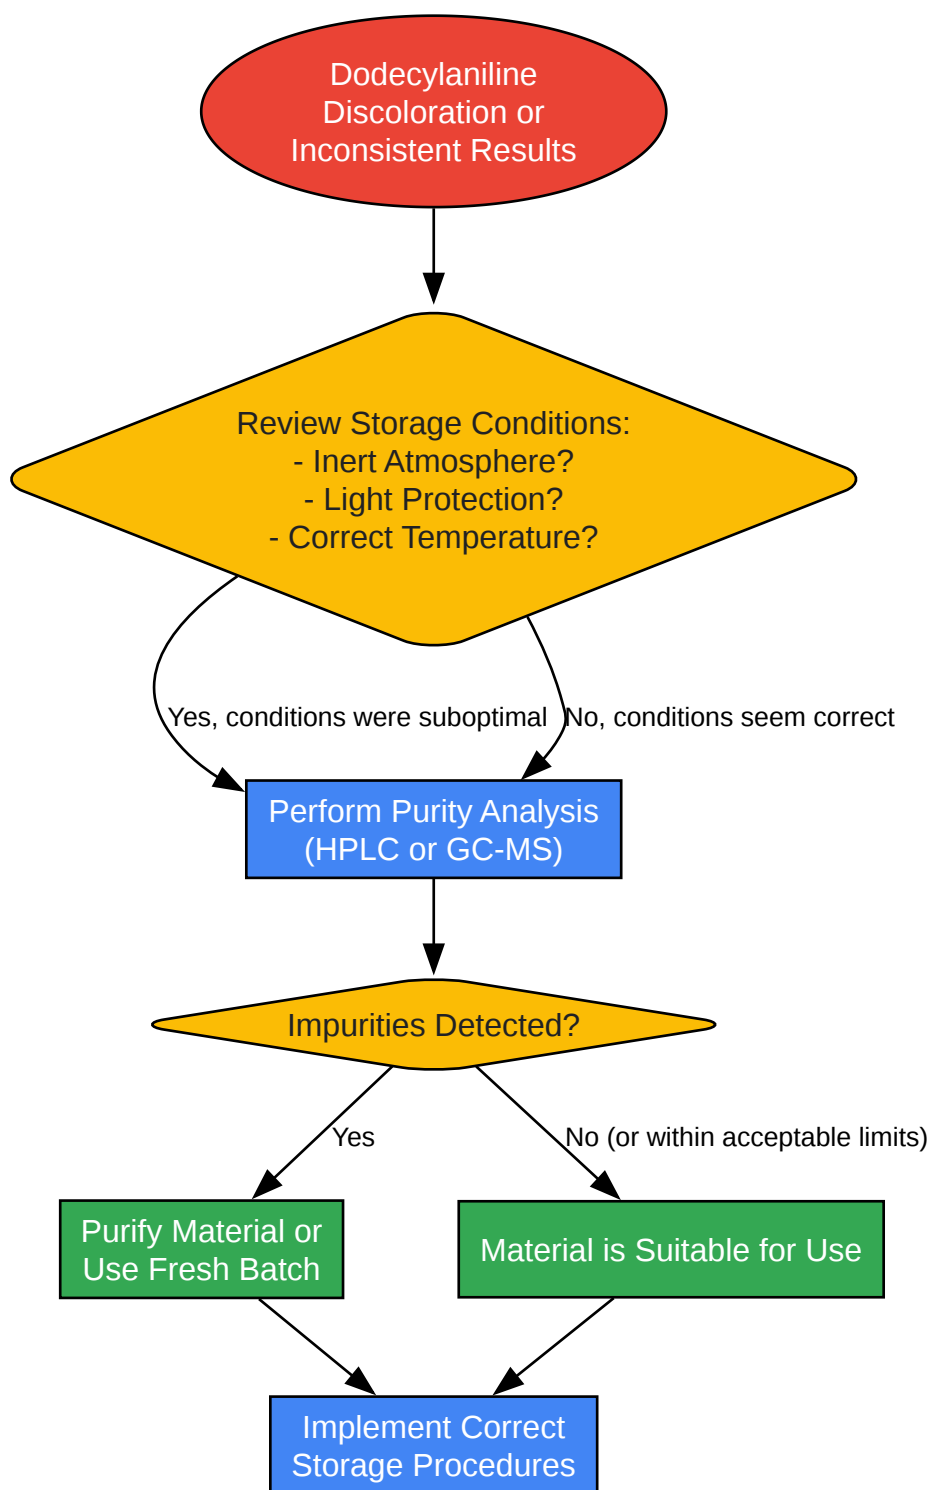 Dodecylaniline
Discoloration or
Inconsistent Results
Review Storage Conditions:
- Inert Atmosphere?
- Light Protection?
- Correct Temperature?
Yes, conditions were suboptimal
No, conditions seem correct
Perform Purity Analysis
(HPLC or GC-MS)
Impurities Detected?
Yes
No (or within acceptable limits)
Purify Material or
Use Fresh Batch
Material is Suitable for Use
Implement Correct
Storage Procedures